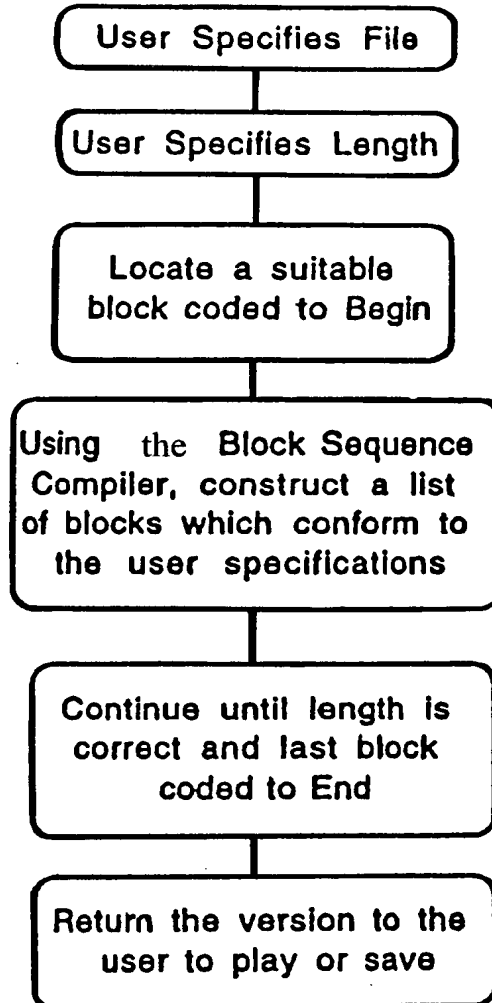 User Specifies File
User Specifies Length
Locate a suitable
block coded to Begin
Using the Block Sequence
Compiler, construct a list
of blocks which conform to
the user specifications
Continue until length is
correct and last block
coded to End
Return the version to the
user to play or save